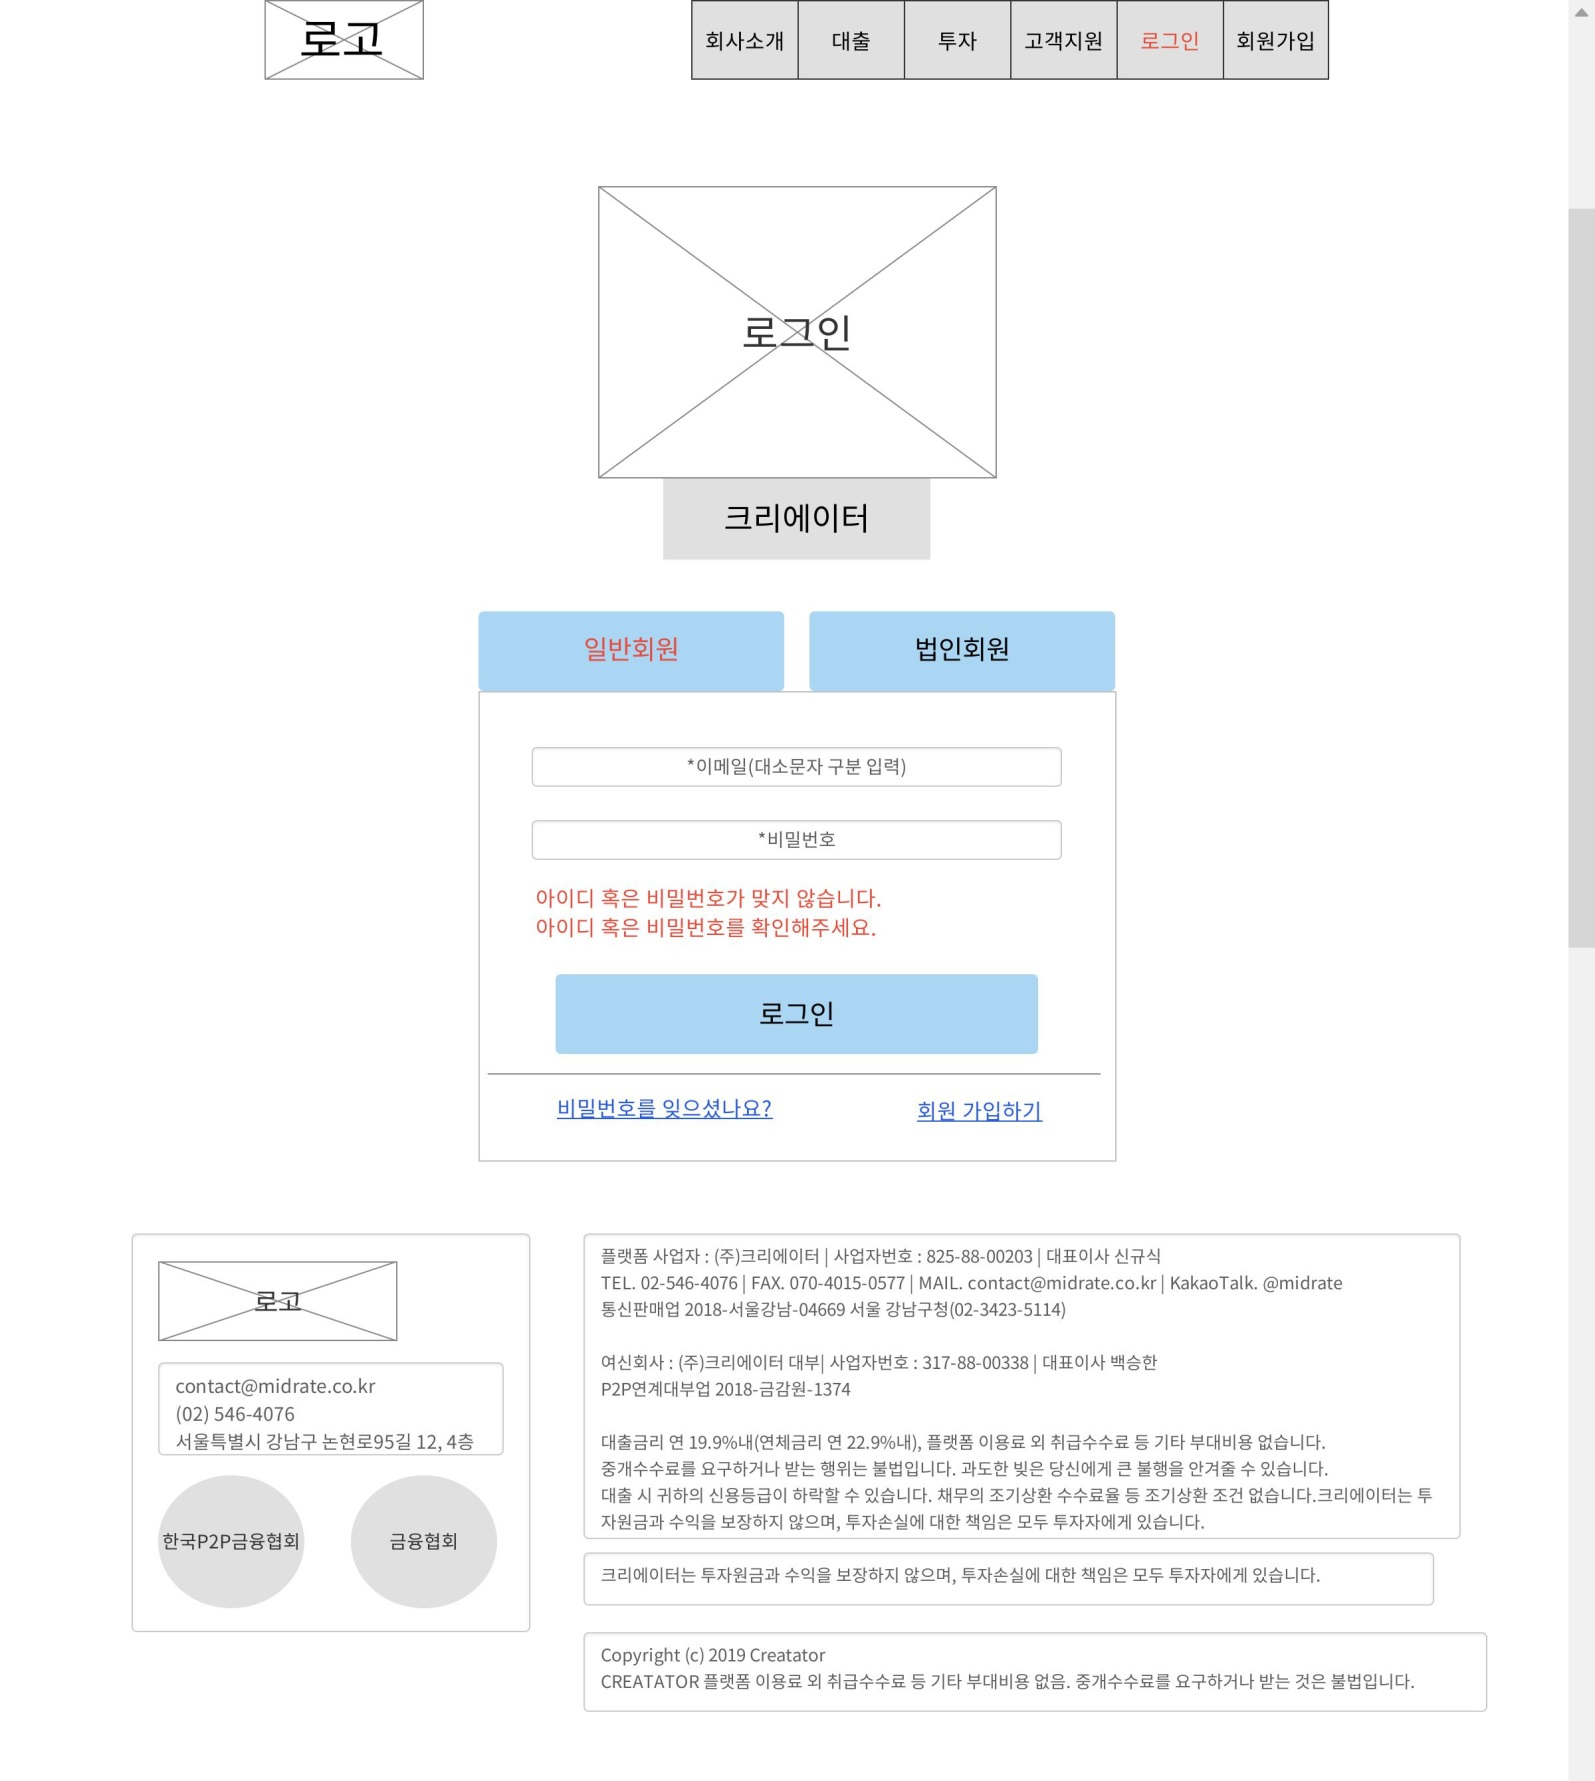 로고
회사소개 대출 투자 고객지원 로그인 회원가입
로그인
크리에이터
일반회원 법인회원
*이메일(대소문자 구분 입력)
*비밀번호
아이디 혹은 비밀번호가 맞지 않습니다.
아이디 혹은 비밀번호를 확인해주세요.
로그인
비밀번호를 잊으셨나요? 회원 가입하기
로고
contact@midrate.co.kr
(02) 546-4076
서울특별시 강남구 논현로95길 12, 4층
한국P2P금융협회 금융협회
플랫폼 사업자 : (주)크리에이터 | 사업자번호 : 825-88-00203 | 대표이사 신규식
TEL. 02-546-4076 | FAX. 070-4015-0577 | MAIL. contact@midrate.co.kr | KakaoTalk. @midrate
통신판매업 2018-서울강남-04669 서울 강남구청(02-3423-5114)
여신회사 : (주)크리에이터 대부| 사업자번호 : 317-88-00338 | 대표이사 백승한
P2P연계대부업 2018-금감원-1374
대출금리 연 19.9%내(연체금리 연 22.9%내), 플랫폼 이용료 외 취급수수료 등 기타 부대비용 없습니다.
중개수수료를 요구하거나 받는 행위는 불법입니다. 과도한 빚은 당신에게 큰 불행을 안겨줄 수 있습니다.
대출 시 귀하의 신용등급이 하락할 수 있습니다. 채무의 조기상환 수수료율 등 조기상환 조건 없습니다.크리에이터는 투
자원금과 수익을 보장하지 않으며, 투자손실에 대한 책임은 모두 투자자에게 있습니다.
크리에이터는 투자원금과 수익을 보장하지 않으며, 투자손실에 대한 책임은 모두 투자자에게 있습니다.
Copyright (c) 2019 Creatator
CREATATOR 플랫폼 이용료 외 취급수수료 등 기타 부대비용 없음. 중개수수료를 요구하거나 받는 것은 불법입니다.